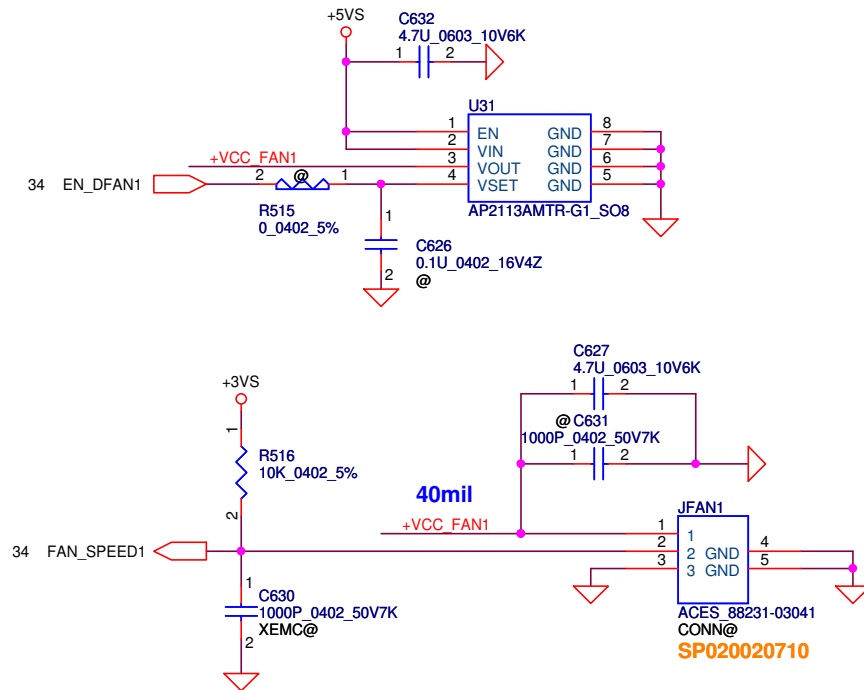 +5VS
C632
4.7U_0603_10V6K
1 2
U31
1 EN GND 8
2 VIN GND 7
3 VOUT GND 6
4 VSET GND 5
AP2113AMTR-G1_SO8
+VCC_FAN1
34 EN_DFAN1
2 @ 1
R515
0_0402_5%
1
C626
0.1U_0402_16V4Z
2
@
+3VS
1
R516
10K_0402_5%
2
C627
4.7U_0603_10V6K
1 2
@ C631
1000P_0402_50V7K
1 2
40mil
+VCC_FAN1
34 FAN_SPEED1
1
C630
1000P_0402_50V7K
XEMC@
2
JFAN1
1 1
2 2 GND 4
3 3 GND 5
ACES_88231-03041
CONN@
SP020020710